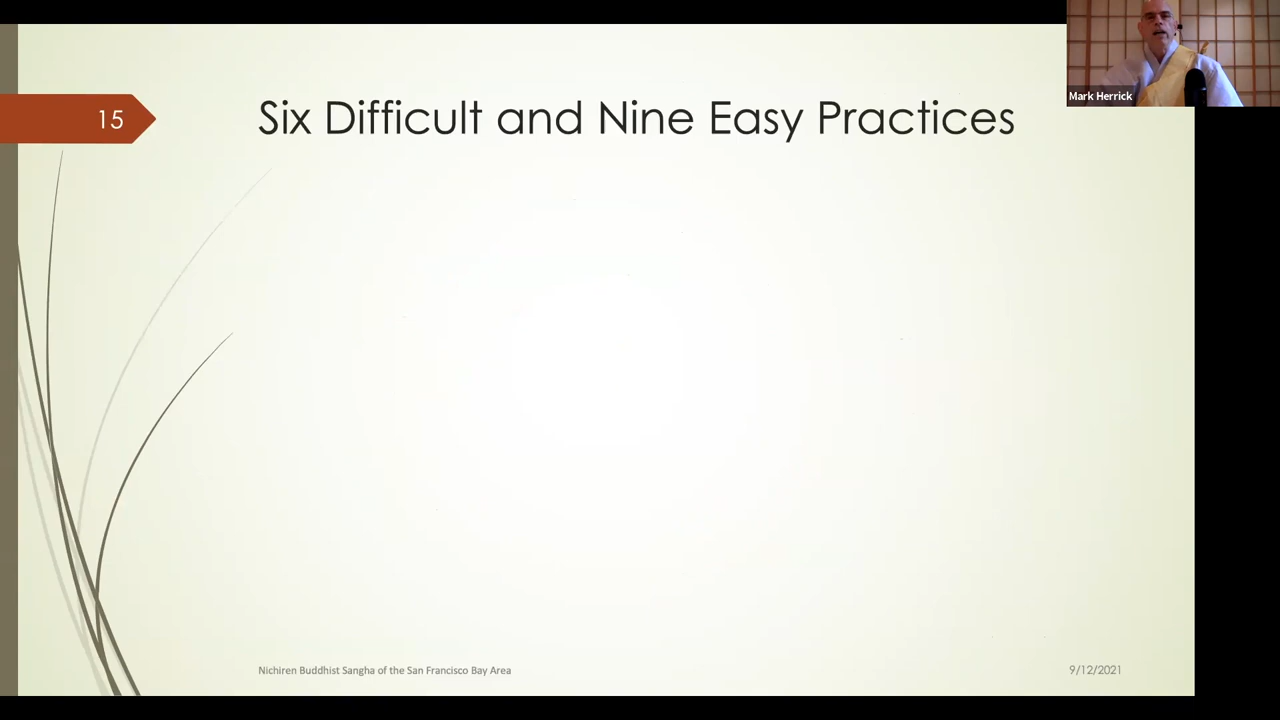 Mark Herrick
15
Six Difficult and Nine Easy Practices
Nichiren Buddhist Sangha of the San Francisco Bay Area
9/12/2021